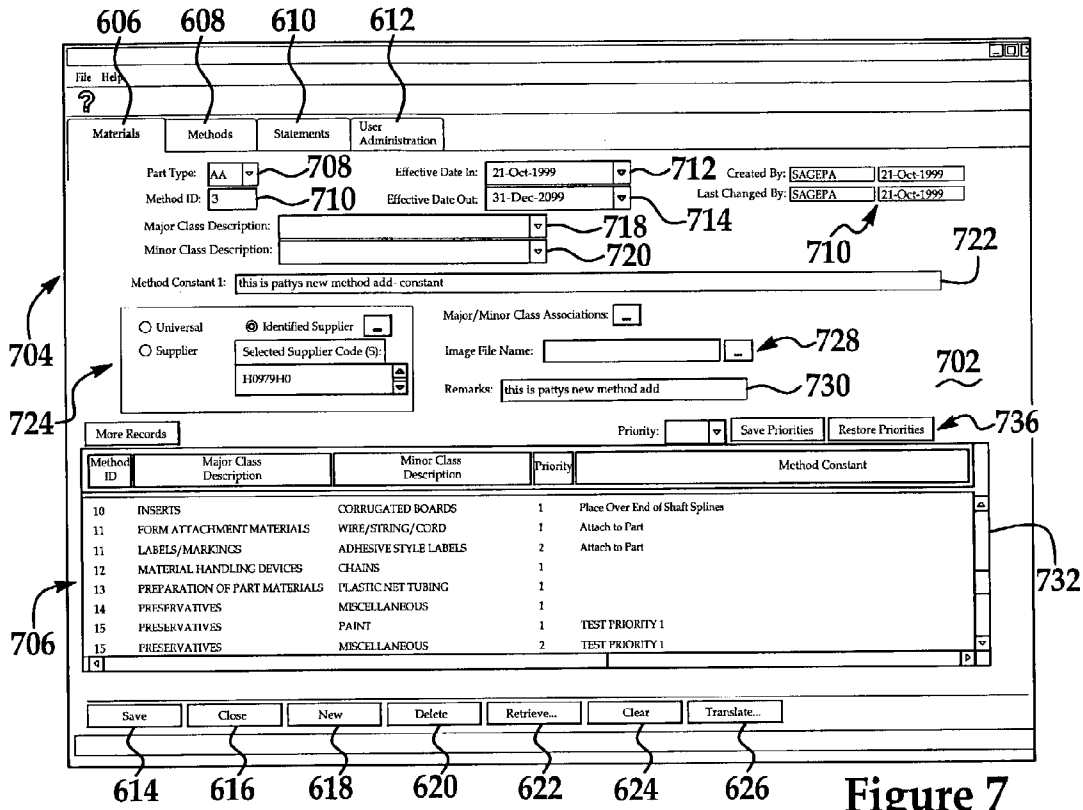 606 608 610 612
File Help
?
Materials Methods Statements User Administration
Part Type: AA 708 Effective Date In: 21-Oct-1999 712 Created By: SAGEPA 21-Oct-1999
Method ID: 3 710 Effective Date Out: 31-Dec-2099 714 Last Changed By: SAGEPA 21-Oct-1999
Major Class Description: 718 710
Minor Class Description: 720 722
Method Constant 1: this is pattys new method add- constant
704
Universal Identified Supplier ... Major/Minor Class Associations: ...
Supplier Selected Supplier Code (S): Image File Name: ... 728
H0979H0 702
Remarks: this is pattys new method add 730
724
More Records Priority: Save Priorities Restore Priorities 736
Method ID Major Class Description Minor Class Description Priority Method Constant
10 INSERTS CORRUGATED BOARDS 1 Place Over End of Shaft Splines
11 FORM ATTACHMENT MATERIALS WIRE/STRING/CORD 1 Attach to Part
11 LABELS/MARKINGS ADHESIVE STYLE LABELS 2 Attach to Part
12 MATERIAL HANDLING DEVICES CHAINS 1
13 PREPARATION OF PART MATERIALS PLASTIC NET TUBING 1
14 PRESERVATIVES MISCELLANEOUS 1
15 PRESERVATIVES PAINT 1 TEST PRIORITY 1
15 PRESERVATIVES MISCELLANEOUS 2 TEST PRIORITY 1
706 732
Save Close New Delete Retrieve... Clear Translate...
614 616 618 620 622 624 626
Figure 7